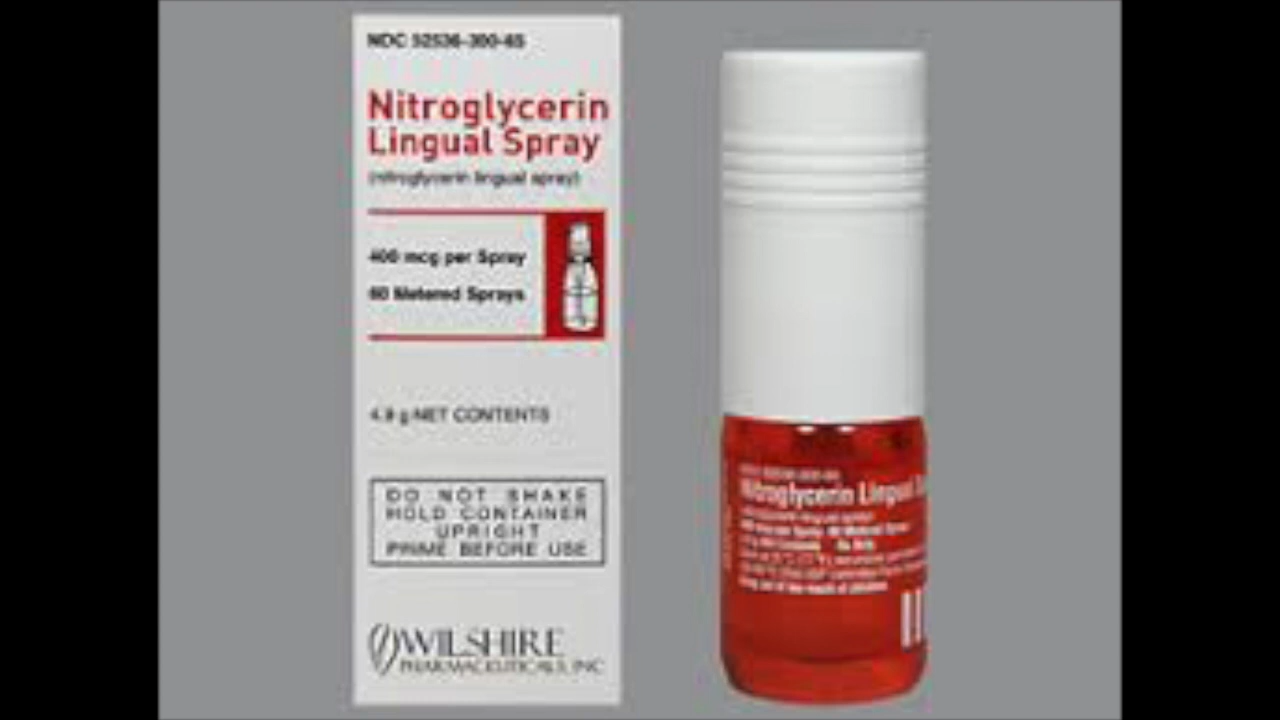 NDC 52536-300-65
Nitroglycerin
Lingual Spray
(nitroglycerin lingual spray)
400 mcg per Spray
60 Metered Sprays
4.9 g NET CONTENTS
DO NOT SHAKE
HOLD CONTAINER
UPRIGHT
PRIME BEFORE USE
WILSHIRE
PHARMACEUTICALS, INC
Nitroglycerin Lingual